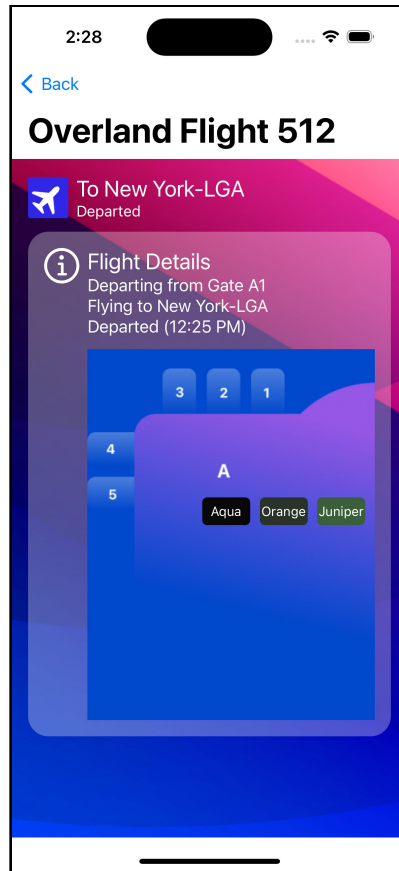 2:28
Back
Overland Flight 512
To New York-LGA
Departed
Flight Details
Departing from Gate A1
Flying to New York-LGA
Departed (12:25 PM)
3 2 1
4
A
5
Aqua Orange Juniper